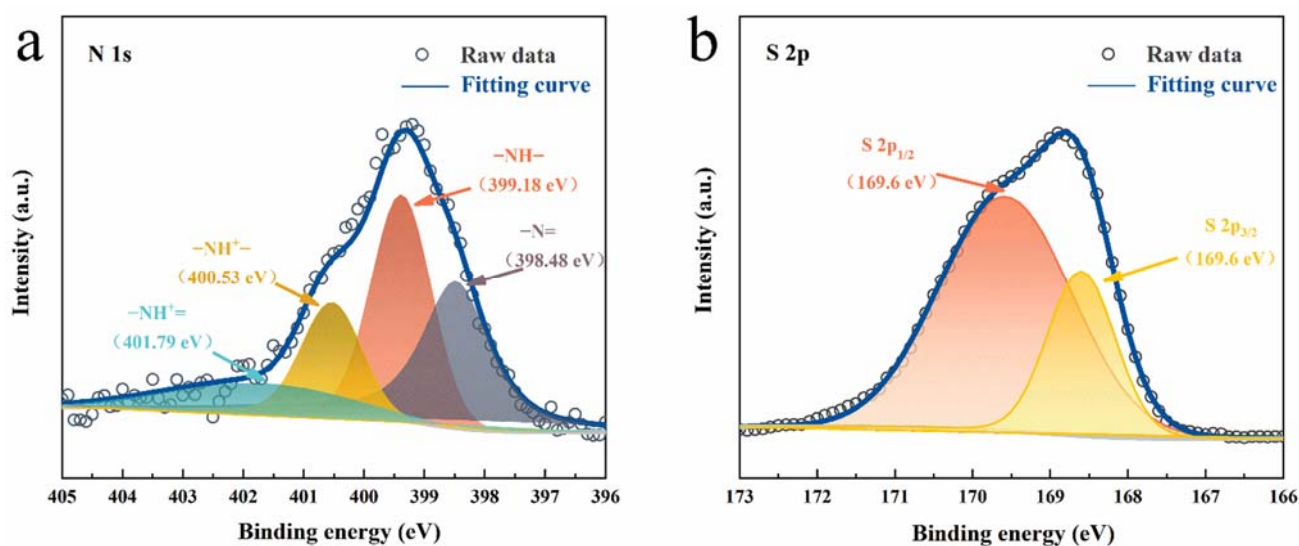 a
N 1s
Raw data
Fitting curve
−NH−
（399.18 eV）
−N=
（398.48 eV）
−NH⁺−
（400.53 eV）
−NH⁺=
（401.79 eV）
Intensity (a.u.)
405 404 403 402 401 400 399 398 397 396
Binding energy (eV)
b
S 2p
Raw data
Fitting curve
S 2p₁/₂
（169.6 eV）
S 2p₃/₂
（169.6 eV）
Intensity (a.u.)
173 172 171 170 169 168 167 166
Binding energy (eV)